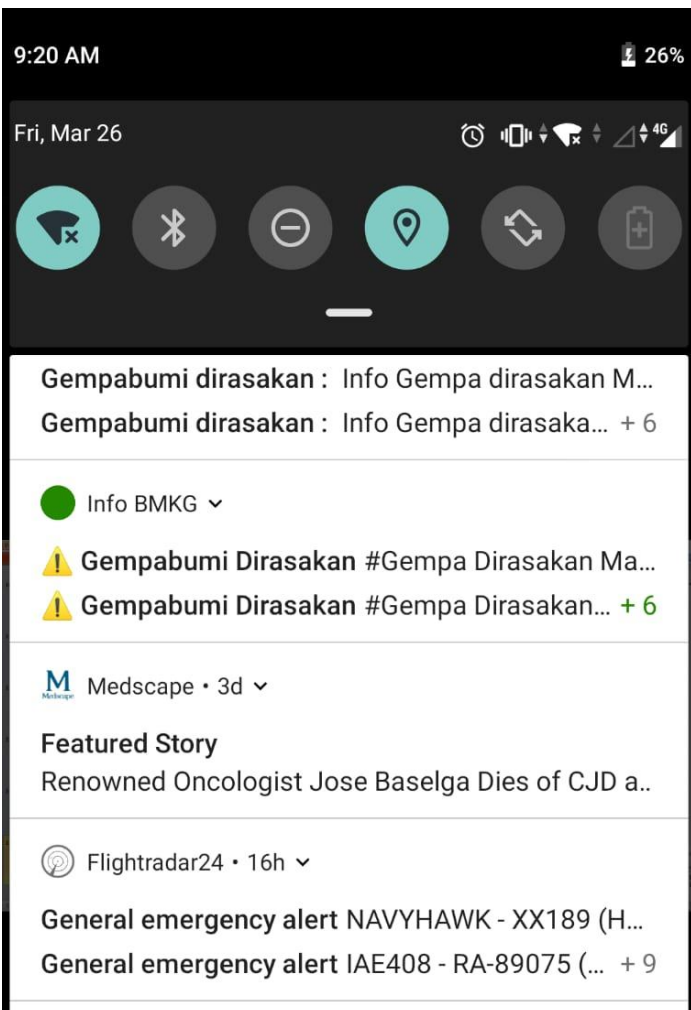 9:20 AM 26%
Fri, Mar 26 4G
Gempabumi dirasakan : Info Gempa dirasakan M...
Gempabumi dirasakan : Info Gempa dirasaka... + 6
Info BMKG
Gempabumi Dirasakan #Gempa Dirasakan Ma...
Gempabumi Dirasakan #Gempa Dirasakan... + 6
M Medscape • 3d
Medscape
Featured Story
Renowned Oncologist Jose Baselga Dies of CJD a..
Flightradar24 • 16h
General emergency alert NAVYHAWK - XX189 (H...
General emergency alert IAE408 - RA-89075 (... + 9